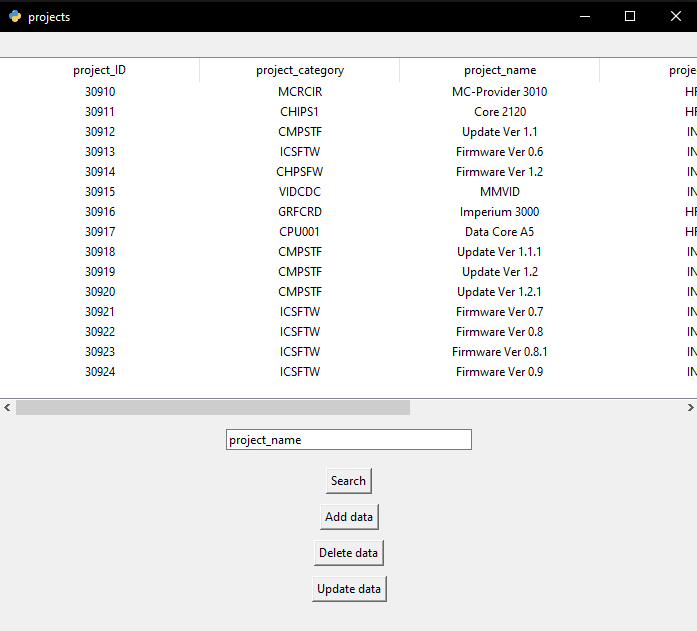 projects
project_ID project_category project_name proje
30910 MCRCIR MC-Provider 3010 HF
30911 CHIPS1 Core 2120 HF
30912 CMPSTF Update Ver 1.1 IN
30913 ICSFTW Firmware Ver 0.6 IN
30914 CHPSFW Firmware Ver 1.2 IN
30915 VIDCDC MMVID IN
30916 GRFCRD Imperium 3000 HF
30917 CPU001 Data Core A5 HF
30918 CMPSTF Update Ver 1.1.1 IN
30919 CMPSTF Update Ver 1.2 IN
30920 CMPSTF Update Ver 1.2.1 IN
30921 ICSFTW Firmware Ver 0.7 IN
30922 ICSFTW Firmware Ver 0.8 IN
30923 ICSFTW Firmware Ver 0.8.1 IN
30924 ICSFTW Firmware Ver 0.9 IN
project_name
Search
Add data
Delete data
Update data